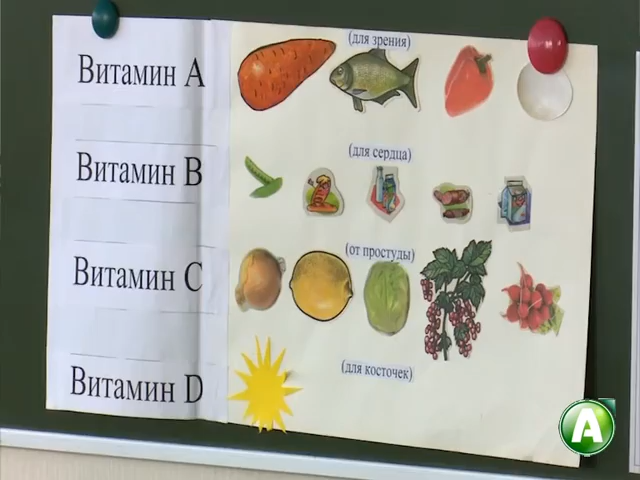 Витамин A
(для зрения)
Витамин B
(для сердца)
Витамин C
(от простуды)
Витамин D
(для косточек)
A